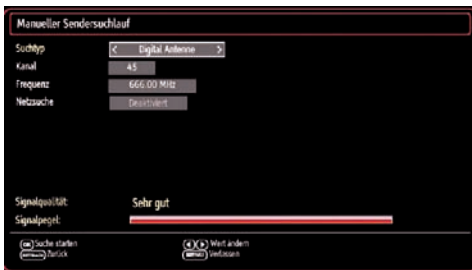 Manueller Sendersuchlauf
Suchtyp < Digital Antenne >
Kanal 45
Frequenz 666.00 MHz
Netzsuche Deaktiviert
Signalqualität: Sehr gut
Signalpegel:
OK Suche starten Wert ändern
Zurück Verlassen